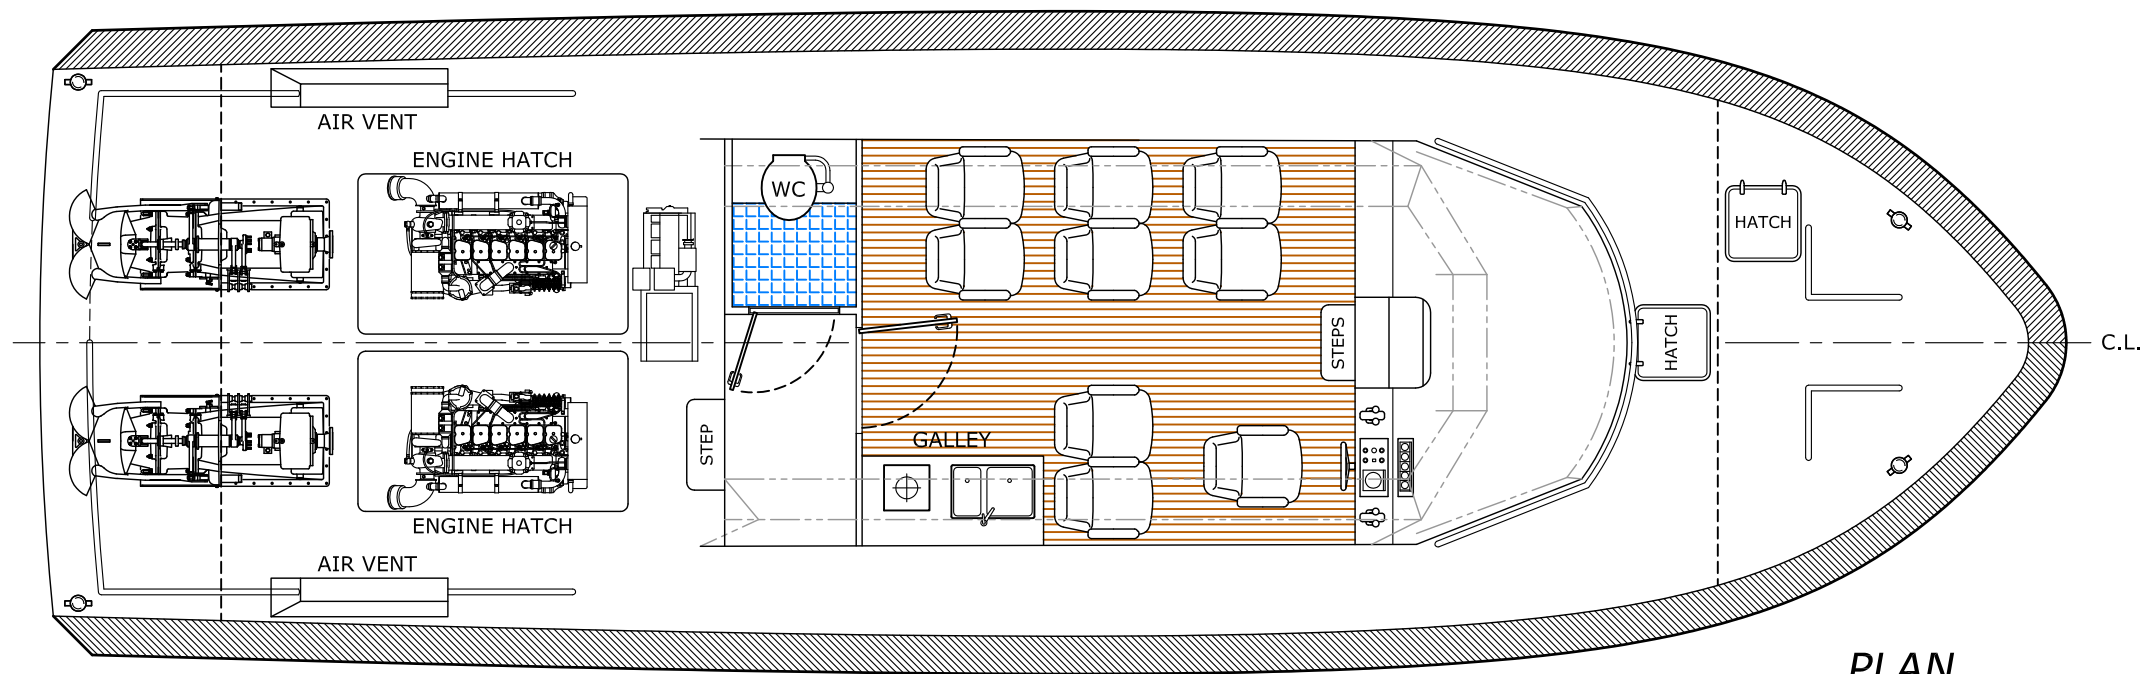 AIR VENT
ENGINE HATCH
WC
HATCH
STEPS
HATCH
C.L.
STEP
GALLEY
ENGINE HATCH
AIR VENT
PLAN